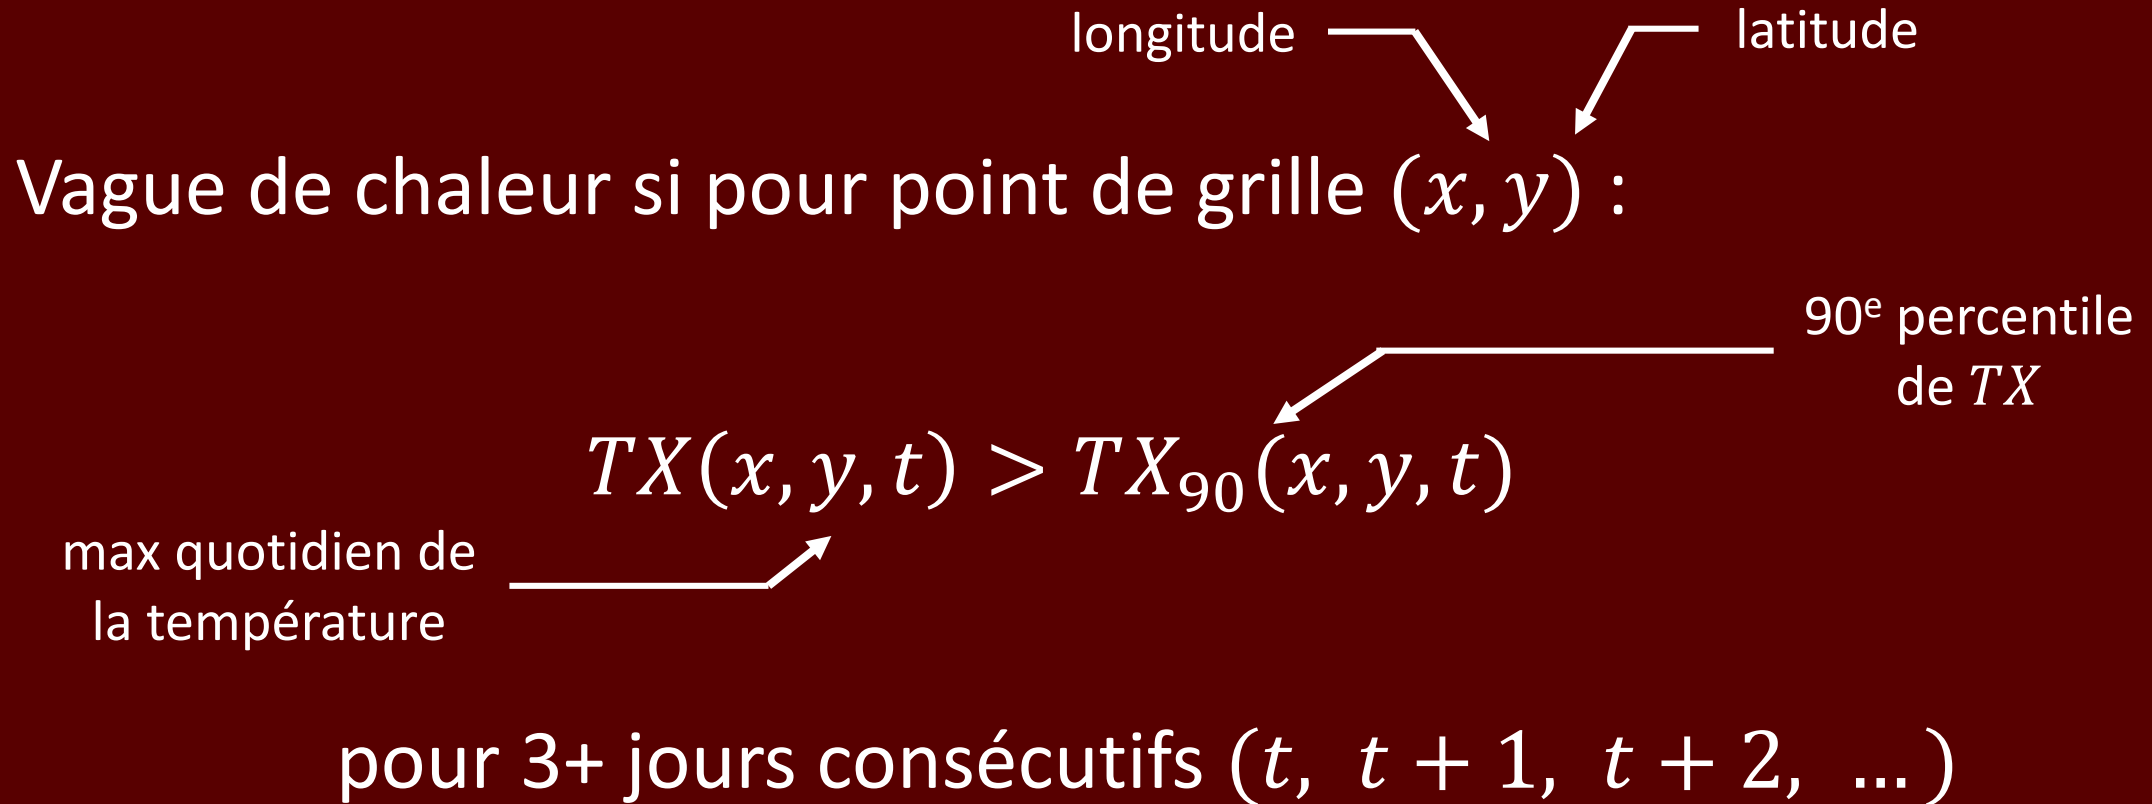 longitude
latitude
Vague de chaleur si pour point de grille (𝑥, 𝑦) :
90ᵉ percentile
de 𝑇𝑋
𝑇𝑋(𝑥, 𝑦, 𝑡) > 𝑇𝑋₉₀(𝑥, 𝑦, 𝑡)
max quotidien de
la température
pour 3+ jours consécutifs (𝑡, 𝑡 + 1, 𝑡 + 2, …)